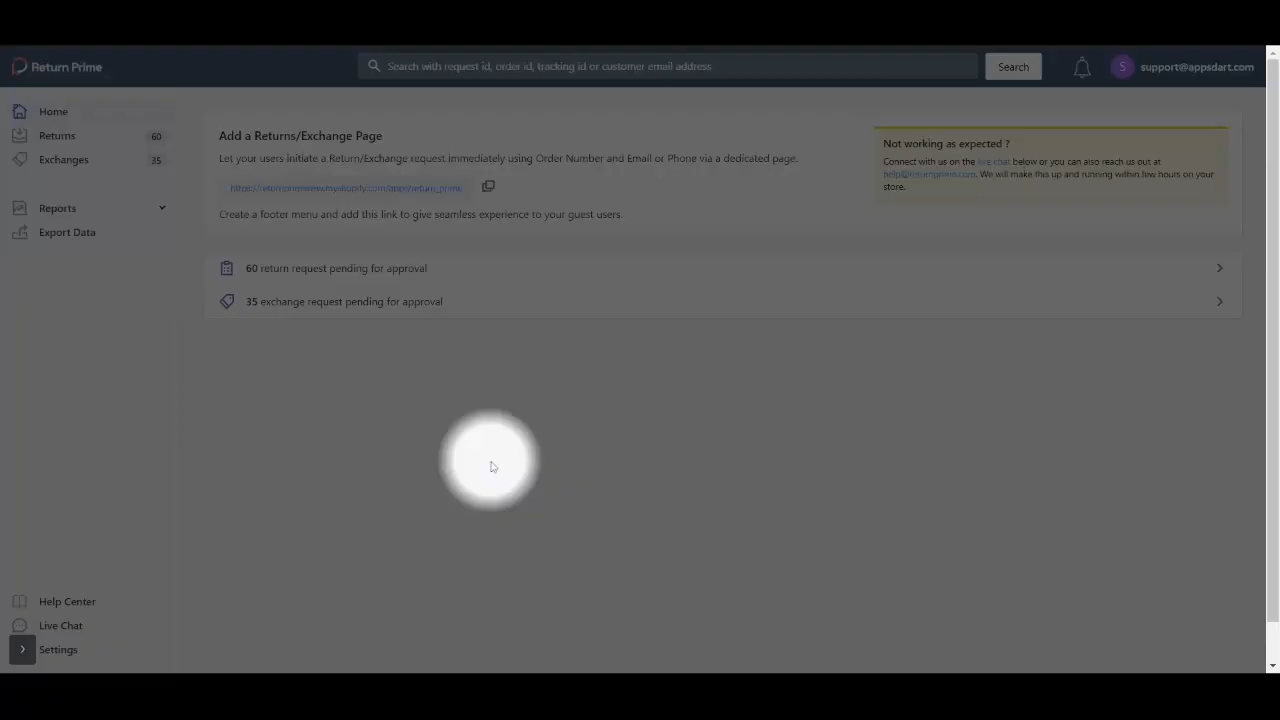 Return Prime
Search with request id, order id, tracking id or customer email address
Search
S
support@appsdart.com
Home
Returns 60
Exchanges 35
Reports
Export Data
Add a Returns/Exchange Page
Let your users initiate a Return/Exchange request immediately using Order Number and Email or Phone via a dedicated page.
Create a footer menu and add this link to give seamless experience to your guest users.
Not working as expected ?
Connect with us on the live chat below or you can also reach us out at
help@returnprime.com. We will make this up and running within few hours on your
store.
60 return request pending for approval
35 exchange request pending for approval
Help Center
Live Chat
Settings